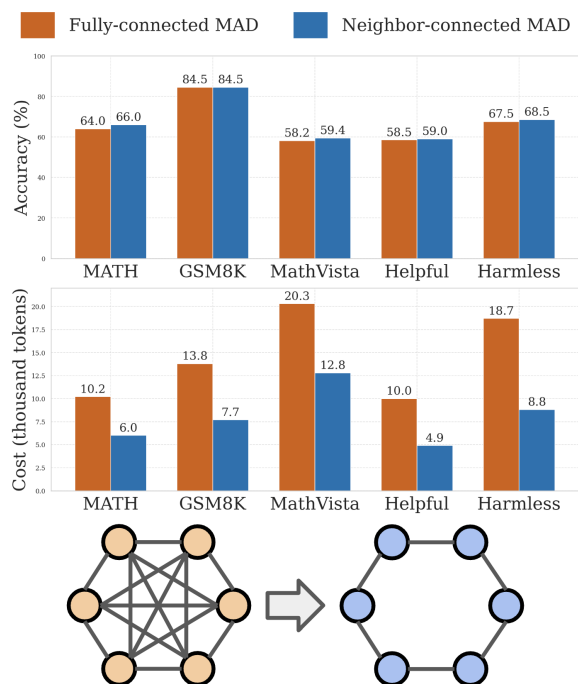 Fully-connected MAD Neighbor-connected MAD
Accuracy (%)
100
80
60
40
20
0
64.0 66.0 84.5 84.5 58.2 59.4 58.5 59.0 67.5 68.5
MATH GSM8K MathVista Helpful Harmless
Cost (thousand tokens)
20.0
17.5
15.0
12.5
10.0
7.5
5.0
2.5
0.0
10.2 6.0 13.8 7.7 20.3 12.8 10.0 4.9 18.7 8.8
MATH GSM8K MathVista Helpful Harmless